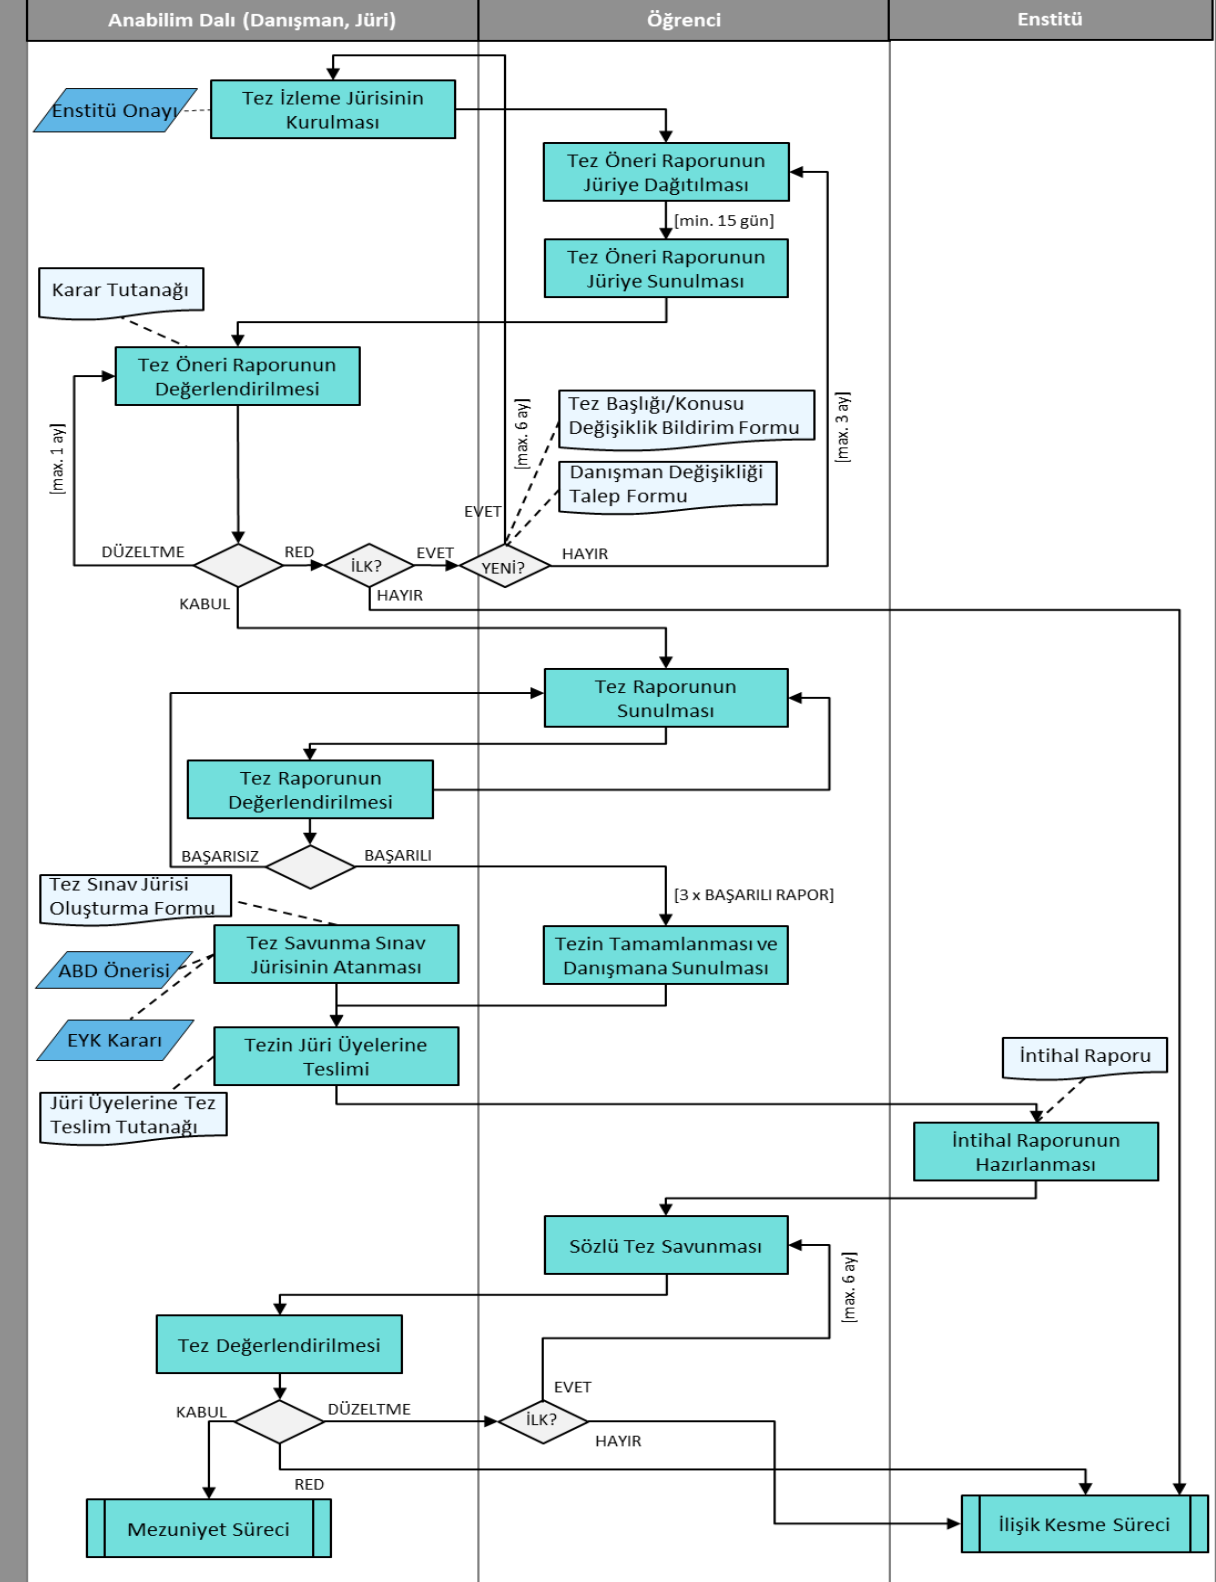 Anabilim Dalı (Danışman, Jüri)
Öğrenci
Enstitü
Enstitü Onayı
Tez İzleme Jürisinin
Kurulması
Tez Öneri Raporunun
Jüriye Dağıtılması
[min. 15 gün]
Tez Öneri Raporunun
Jüriye Sunulması
Karar Tutanağı
Tez Öneri Raporunun
Değerlendirilmesi
[max. 1 ay]
[max. 6 ay]
Tez Başlığı/Konusu
Değişiklik Bildirim Formu
[max. 3 ay]
Danışman Değişikliği
Talep Formu
EVET
DÜZELTME
RED
İLK?
EVET
YENİ?
HAYIR
KABUL
HAYIR
Tez Raporunun
Sunulması
Tez Raporunun
Değerlendirilmesi
BAŞARISIZ
BAŞARILI
[3 x BAŞARILI RAPOR]
Tez Sınav Jürisi
Oluşturma Formu
Tez Savunma Sınav
Jürisinin Atanması
Tezin Tamamlanması ve
Danışmana Sunulması
ABD Önerisi
EYK Kararı
Tezin Jüri Üyelerine
Teslimi
İntihal Raporu
Jüri Üyelerine Tez
Teslim Tutanağı
İntihal Raporunun
Hazırlanması
Sözlü Tez Savunması
[max. 6 ay]
Tez Değerlendirilmesi
EVET
KABUL
DÜZELTME
İLK?
HAYIR
RED
Mezuniyet Süreci
İlişik Kesme Süreci